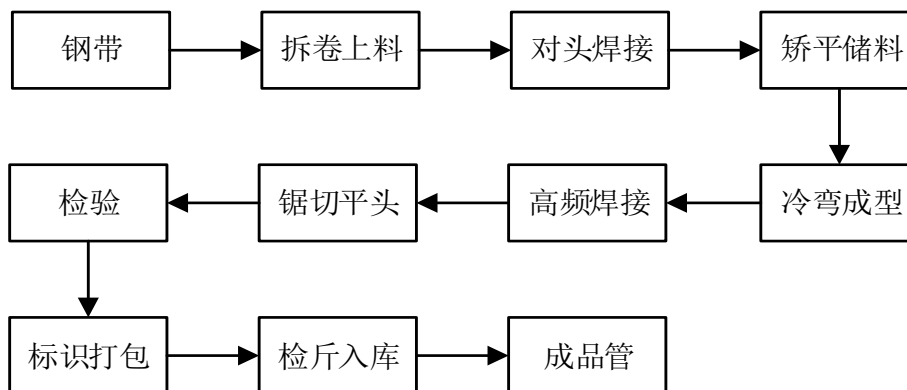 钢带
拆卷上料
对头焊接
矫平储料
冷弯成型
高频焊接
锯切平头
检验
标识打包
检斤入库
成品管